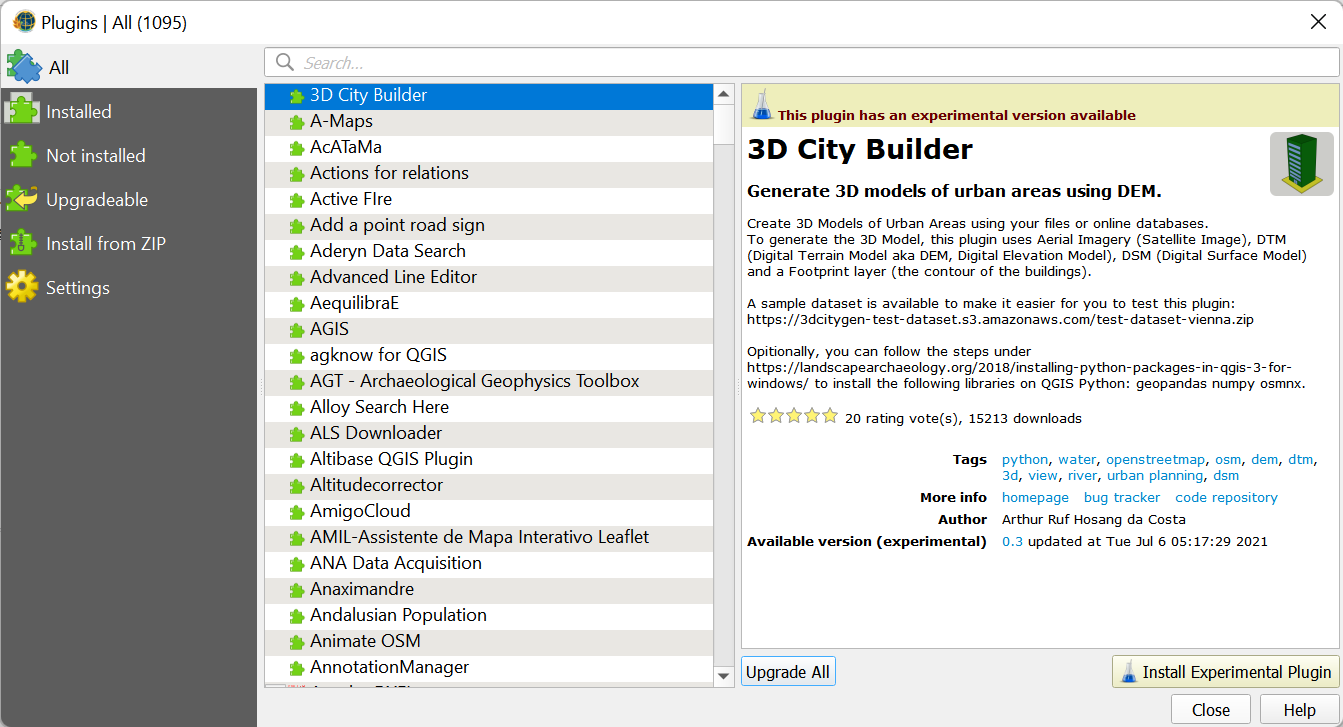 Plugins | All (1095)
All
Installed
Not installed
Upgradeable
Install from ZIP
Settings
Search...
3D City Builder
A-Maps
AcATaMa
Actions for relations
Active FIre
Add a point road sign
Aderyn Data Search
Advanced Line Editor
AequilibraE
AGIS
agknow for QGIS
AGT - Archaeological Geophysics Toolbox
Alloy Search Here
ALS Downloader
Altibase QGIS Plugin
Altitudecorrector
AmigoCloud
AMIL-Assistente de Mapa Interativo Leaflet
ANA Data Acquisition
Anaximandre
Andalusian Population
Animate OSM
AnnotationManager
This plugin has an experimental version available
3D City Builder
Generate 3D models of urban areas using DEM.
Create 3D Models of Urban Areas using your files or online databases.
To generate the 3D Model, this plugin uses Aerial Imagery (Satellite Image), DTM
(Digital Terrain Model aka DEM, Digital Elevation Model), DSM (Digital Surface Model)
and a Footprint layer (the contour of the buildings).
A sample dataset is available to make it easier for you to test this plugin:
https://3dcitygen-test-dataset.s3.amazonaws.com/test-dataset-vienna.zip
Opitionally, you can follow the steps under
https://landscapearchaeology.org/2018/installing-python-packages-in-qgis-3-for-
windows/ to install the following libraries on QGIS Python: geopandas numpy osmnx.
20 rating vote(s), 15213 downloads
Tags python, water, openstreetmap, osm, dem, dtm,
3d, view, river, urban planning, dsm
More info homepage bug tracker code repository
Author Arthur Ruf Hosang da Costa
Available version (experimental) 0.3 updated at Tue Jul 6 05:17:29 2021
Upgrade All
Install Experimental Plugin
Close
Help